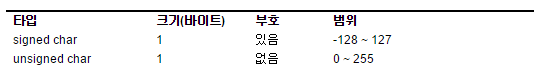 타입 크기(바이트) 부호 범위
signed char 1 있음 -128 ~ 127
unsigned char 1 없음 0 ~ 255